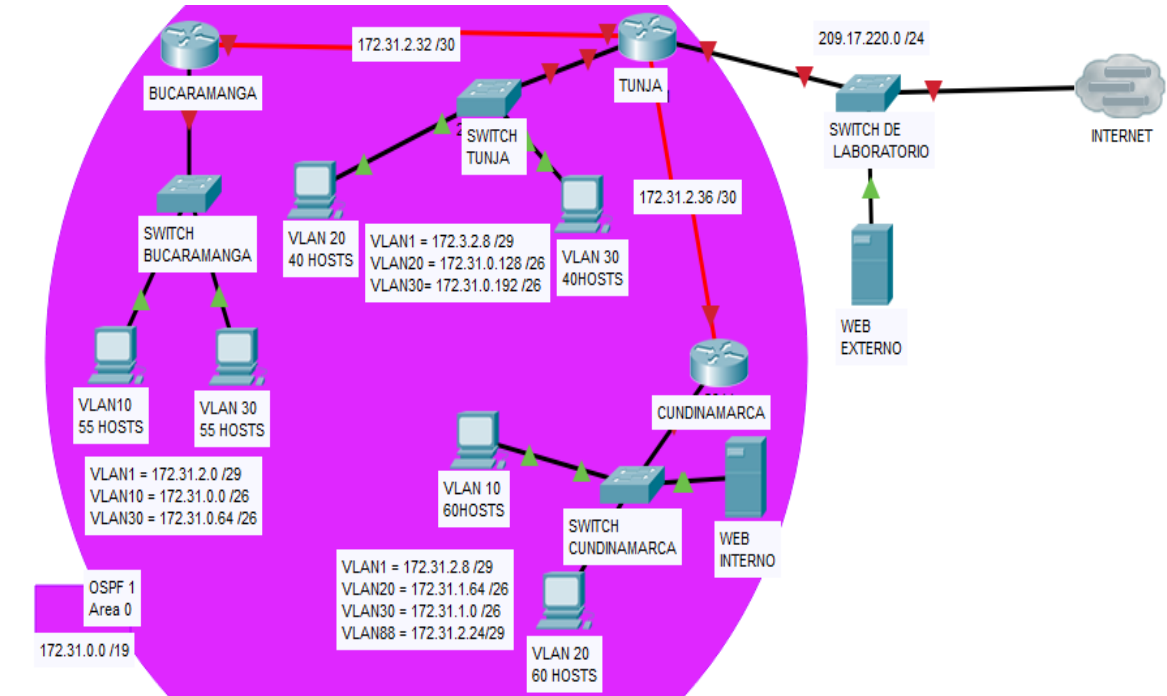 172.31.2.32 /30
209.17.220.0 /24
BUCARAMANGA
TUNJA
INTERNET
SWITCH
TUNJA
SWITCH DE
LABORATORIO
172.31.2.36 /30
SWITCH
BUCARAMANGA
VLAN 20
40 HOSTS
VLAN1 = 172.3.2.8 /29
VLAN20 = 172.31.0.128 /26
VLAN30= 172.31.0.192 /26
VLAN 30
40HOSTS
WEB
EXTERNO
VLAN10
55 HOSTS
VLAN 30
55 HOSTS
CUNDINAMARCA
VLAN1 = 172.31.2.0 /29
VLAN10 = 172.31.0.0 /26
VLAN30 = 172.31.0.64 /26
VLAN 10
60HOSTS
SWITCH
CUNDINAMARCA
WEB
INTERNO
VLAN1 = 172.31.2.8 /29
VLAN20 = 172.31.1.64 /26
VLAN30 = 172.31.1.0 /26
VLAN88 = 172.31.2.24/29
OSPF 1
Area 0
172.31.0.0 /19
VLAN 20
60 HOSTS